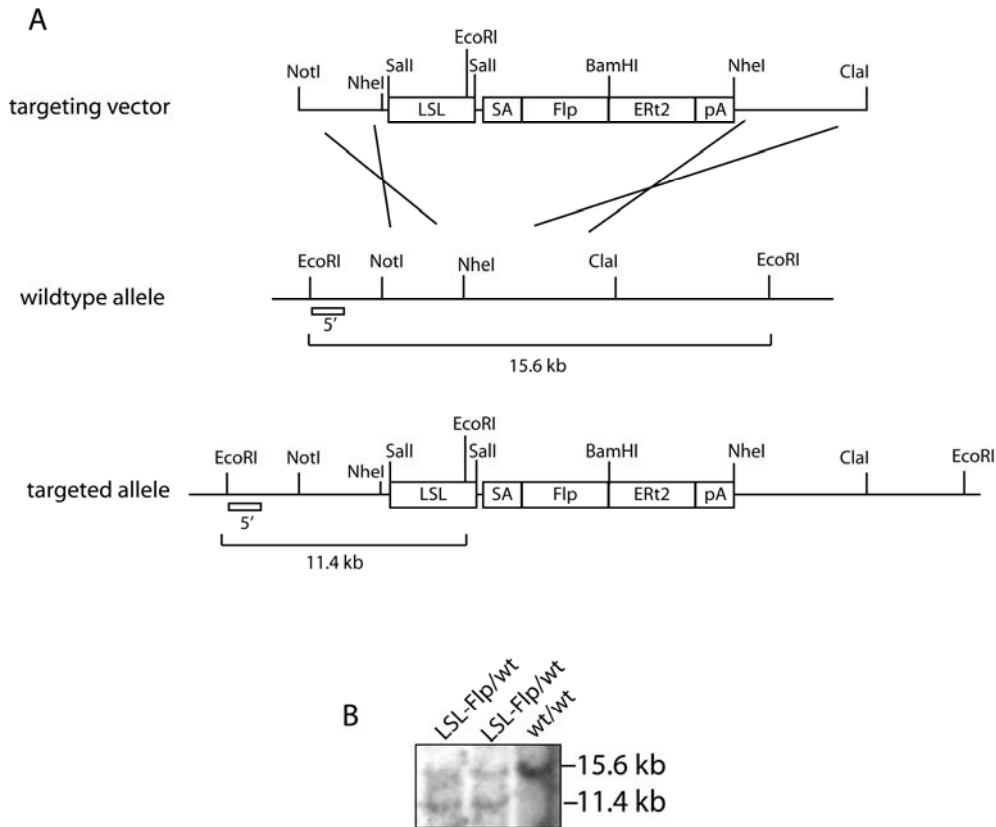 A
targeting vector
NotI
NheI
SalI
EcoRI
SalI
BamHI
NheI
ClaI
LSL
SA
Flp
ERt2
pA
wildtype allele
EcoRI
NotI
NheI
ClaI
EcoRI
5'
15.6 kb
targeted allele
EcoRI
NotI
NheI
SalI
EcoRI
SalI
BamHI
NheI
ClaI
EcoRI
LSL
SA
Flp
ERt2
pA
5'
11.4 kb
B
LSL-Flp/wt
LSL-Flp/wt
wt/wt
–15.6 kb
–11.4 kb